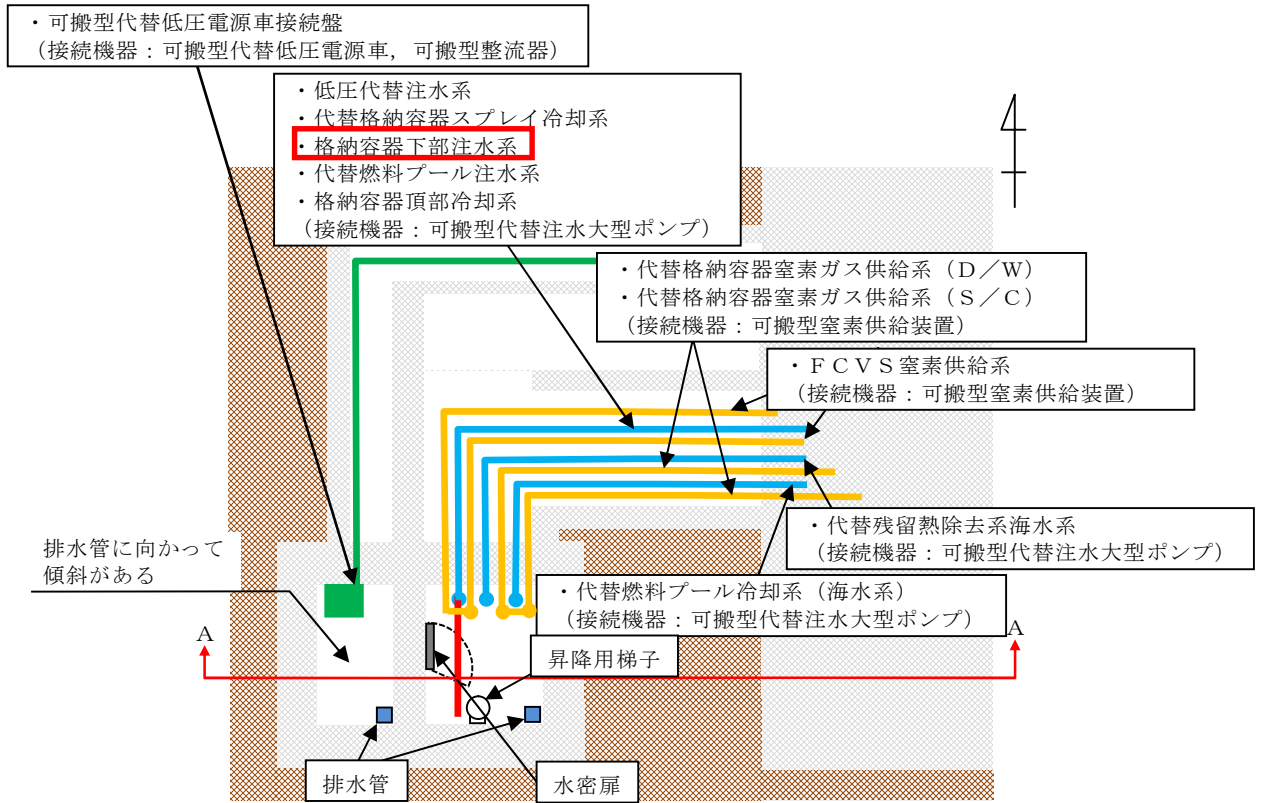 ・可搬型代替低圧電源車接続盤
（接続機器：可搬型代替低圧電源車，可搬型整流器）
・低圧代替注水系
・代替格納容器スプレイ冷却系
・格納容器下部注水系
・代替燃料プール注水系
・格納容器頂部冷却系
（接続機器：可搬型代替注水大型ポンプ）
・代替格納容器窒素ガス供給系（Ｄ／Ｗ）
・代替格納容器窒素ガス供給系（Ｓ／Ｃ）
（接続機器：可搬型窒素供給装置）
・ＦＣＶＳ窒素供給系
（接続機器：可搬型窒素供給装置）
・代替残留熱除去系海水系
（接続機器：可搬型代替注水大型ポンプ）
排水管に向かって
傾斜がある
・代替燃料プール冷却系（海水系）
（接続機器：可搬型代替注水大型ポンプ）
A
A
昇降用梯子
排水管
水密扉